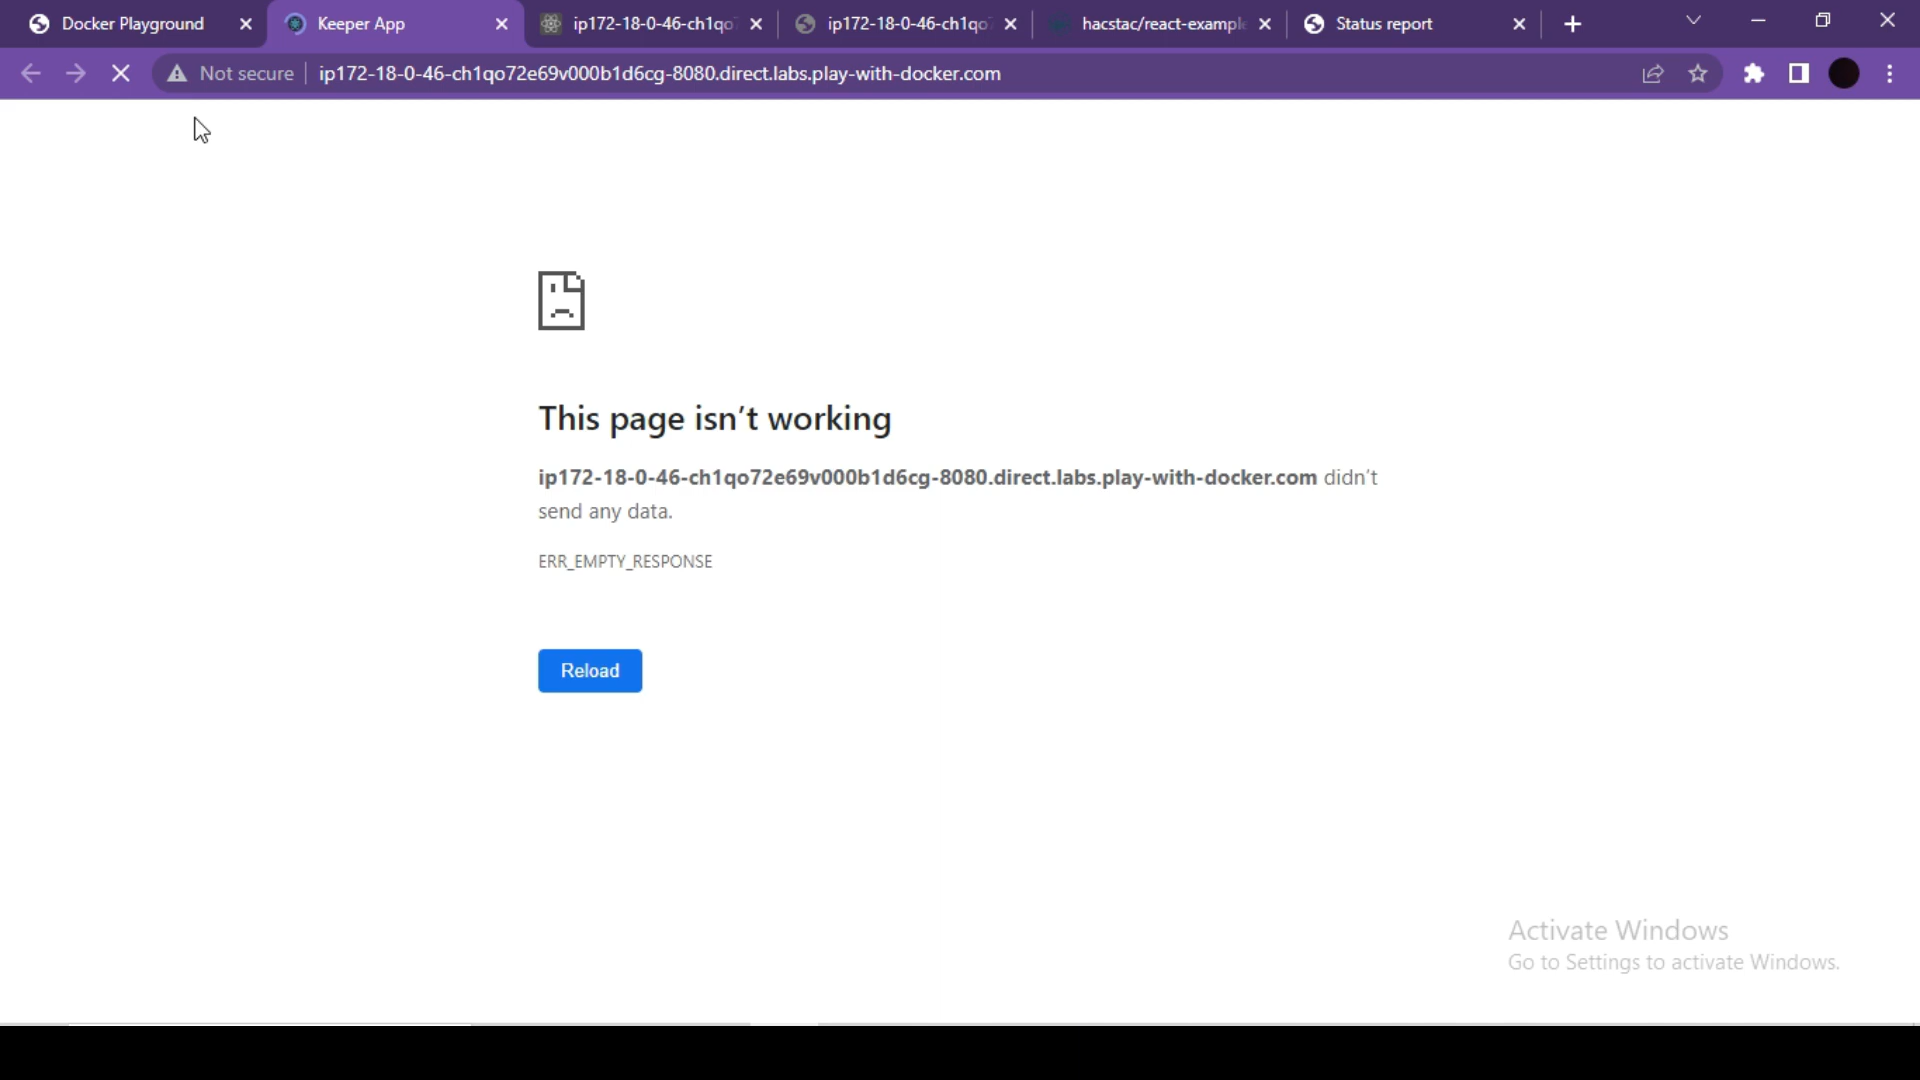 Docker Playground
Keeper App
ip172-18-0-46-ch1qo
ip172-18-0-46-ch1qo
hacstac/react-example
Status report
Not secure
ip172-18-0-46-ch1qo72e69v000b1d6cg-8080.direct.labs.play-with-docker.com
This page isn't working
ip172-18-0-46-ch1qo72e69v000b1d6cg-8080.direct.labs.play-with-docker.com didn't
send any data.
ERR_EMPTY_RESPONSE
Reload
Activate Windows
Go to Settings to activate Windows.